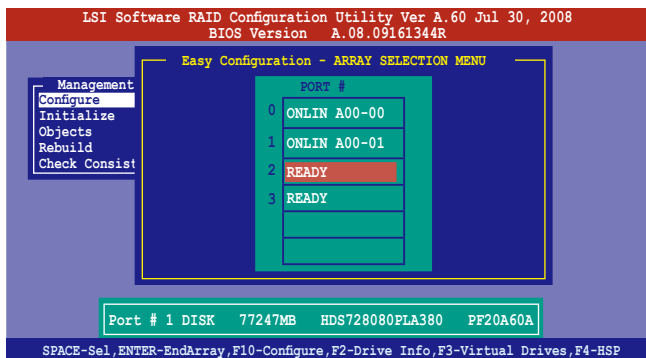 LSI Software RAID Configuration Utility Ver A.60 Jul 30, 2008
BIOS Version A.08.09161344R
Easy Configuration - ARRAY SELECTION MENU
Management
Configure
Initialize
Objects
Rebuild
Check Consist
PORT #
0 ONLIN A00-00
1 ONLIN A00-01
2 READY
3 READY
Port # 1 DISK 77247MB HDS728080PLA380 PF20A60A
SPACE-Sel,ENTER-EndArray,F10-Configure,F2-Drive Info,F3-Virtual Drives,F4-HSP